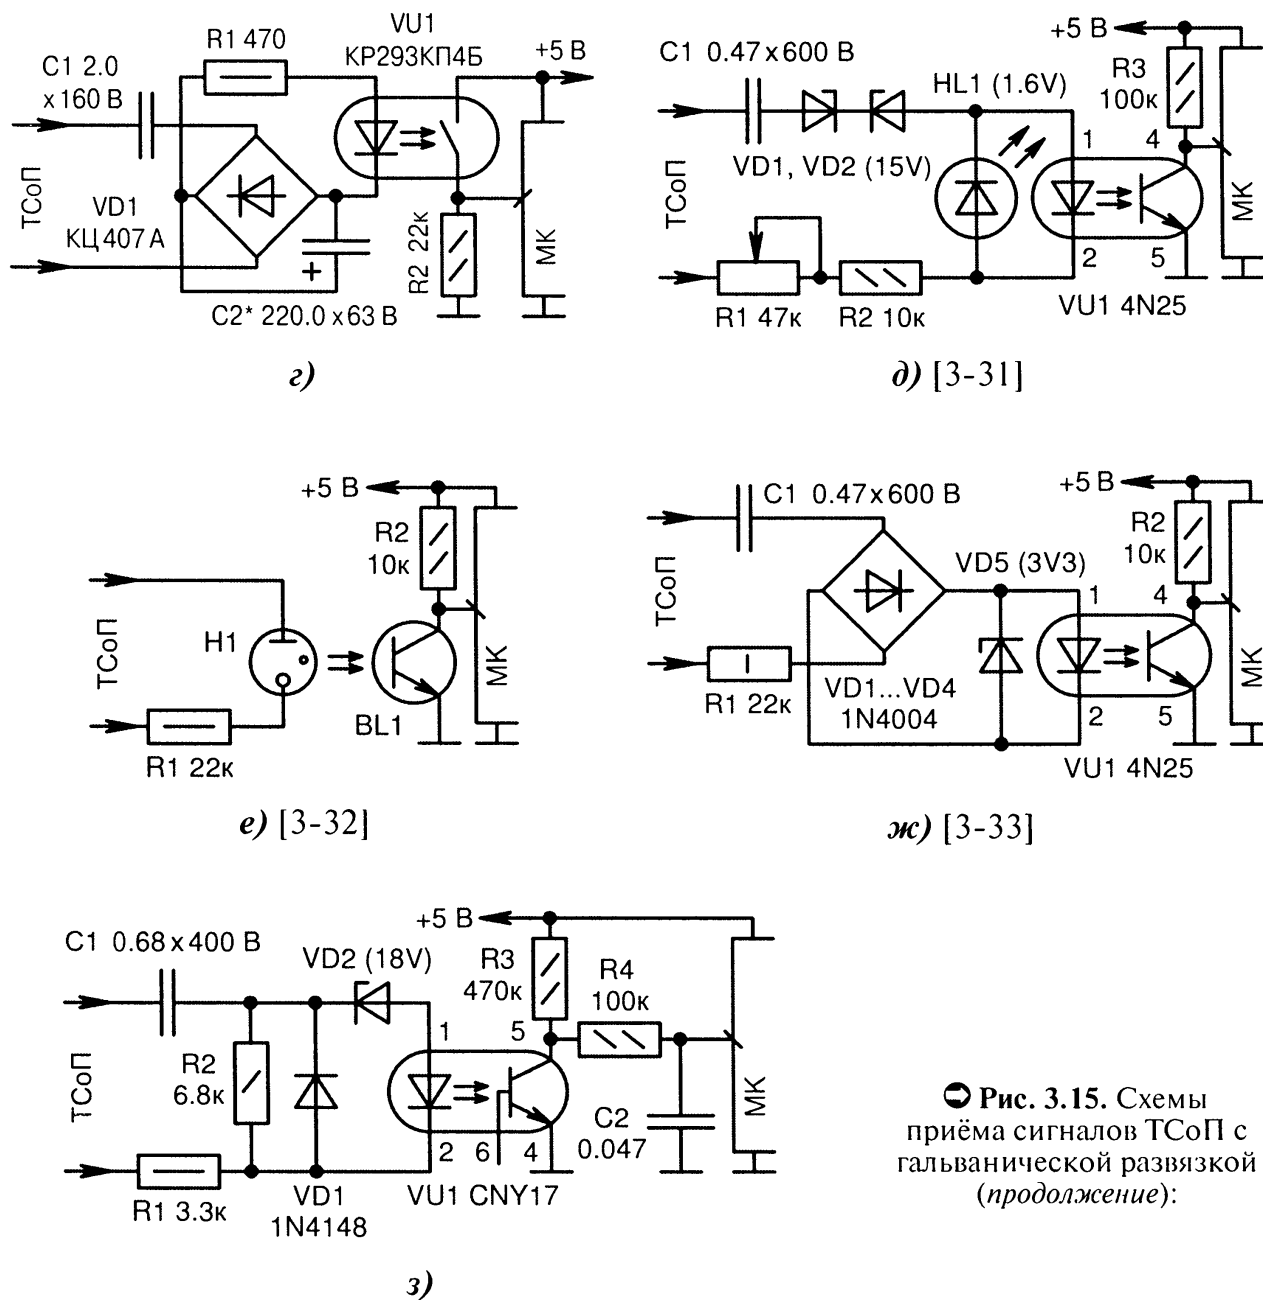 VU1
R1 470
КР293КП4Б
+5 В
C1 2.0
x160 В
ТСоП
VD1
КЦ407А
R2 22к
МК
+
C2* 220.0 x 63 В
г)
+5 В
C1 0.47 x 600 В
R3
100к
HL1 (1.6V)
1
4
VD1, VD2 (15V)
ТСоП
МК
2
5
R1 47к
R2 10к
VU1 4N25
д) [3-31]
+5 В
R2
10к
ТСоП
H1
МК
BL1
R1 22к
е) [3-32]
+5 В
C1 0.47 x 600 В
R2
10к
VD5 (3V3)
1
4
ТСоП
МК
R1 22к
VD1...VD4
1N4004
2
5
VU1 4N25
ж) [3-33]
+5 В
C1 0.68 x 400 В
VD2 (18V)
R3
470к
R4
100к
1
5
ТСоП
R2
6.8к
МК
C2
0.047
2
6
4
R1 3.3к
VD1
1N4148
VU1 CNY17
з)
Рис. 3.15. Схемы
приёма сигналов ТСоП с
гальванической развязкой
(продолжение):